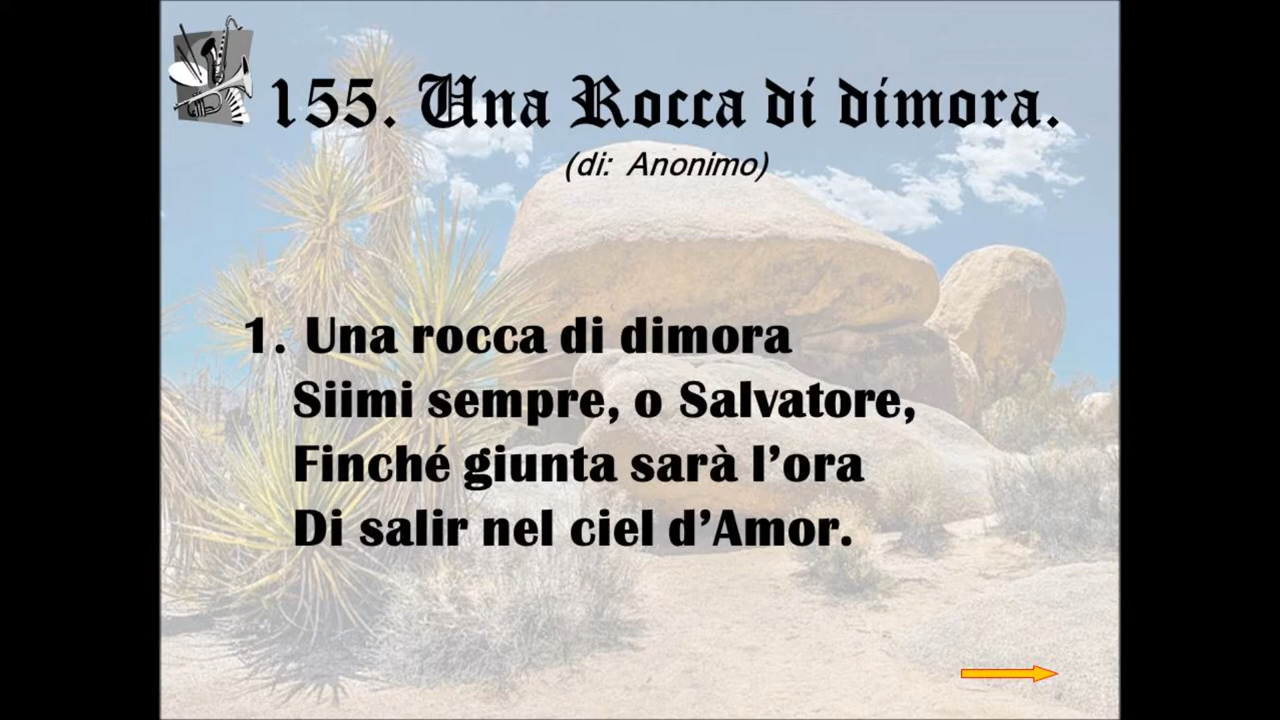 155. Una Rocca di dimora.
(di: Anonimo)
1. Una rocca di dimora
Siimi sempre, o Salvatore,
Finché giunta sarà l’ora
Di salir nel ciel d’Amor.